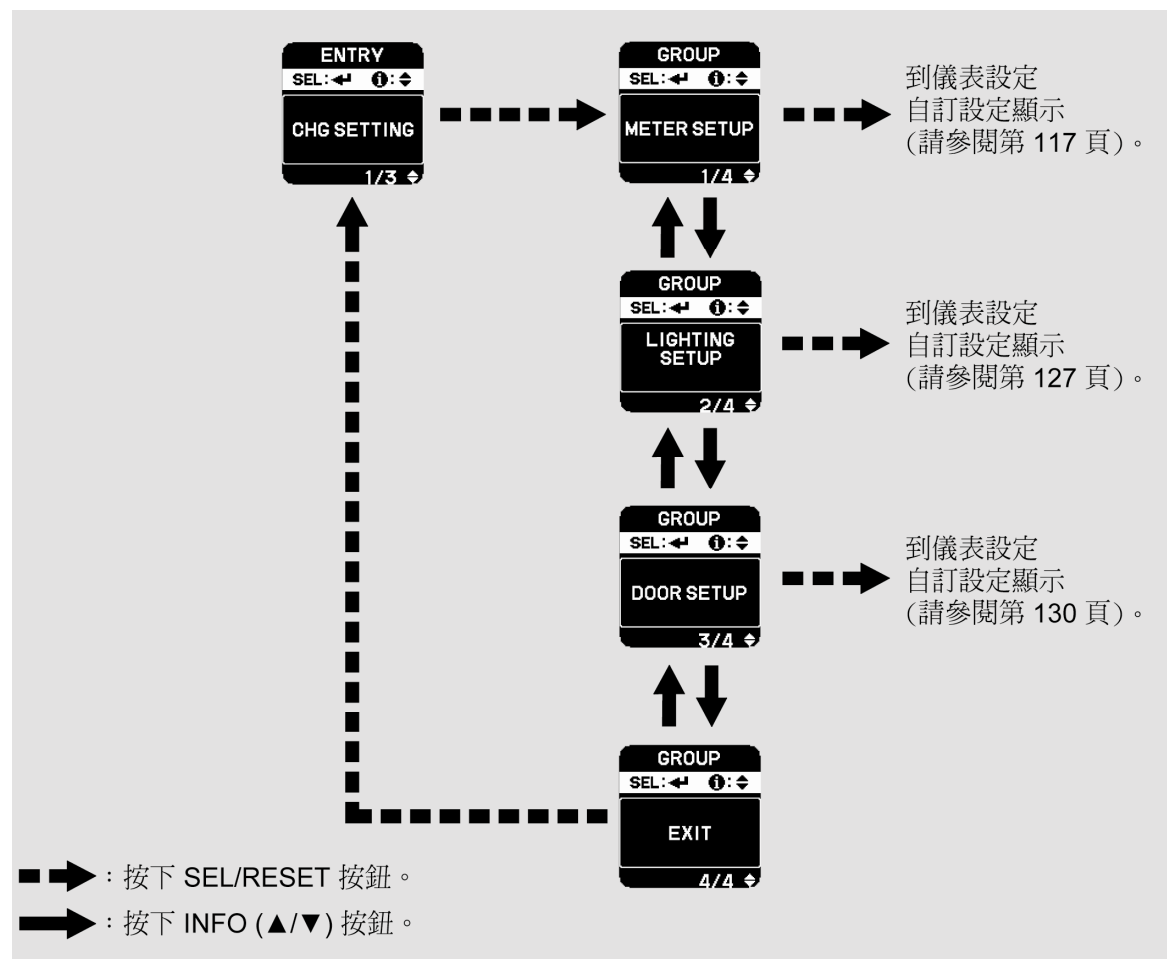 ENTRY
SEL:↵ ℹ:◆
CHG SETTING
1/3 ◆
GROUP
SEL:↵ ℹ:◆
METER SETUP
1/4 ◆
到儀表設定
自訂設定顯示
(請參閱第 117 頁)。
GROUP
SEL:↵ ℹ:◆
LIGHTING
SETUP
2/4 ◆
到儀表設定
自訂設定顯示
(請參閱第 127 頁)。
GROUP
SEL:↵ ℹ:◆
DOOR SETUP
3/4 ◆
到儀表設定
自訂設定顯示
(請參閱第 130 頁)。
GROUP
SEL:↵ ℹ:◆
EXIT
4/4 ◆
：按下 SEL/RESET 按鈕。
：按下 INFO (▲/▼) 按鈕。